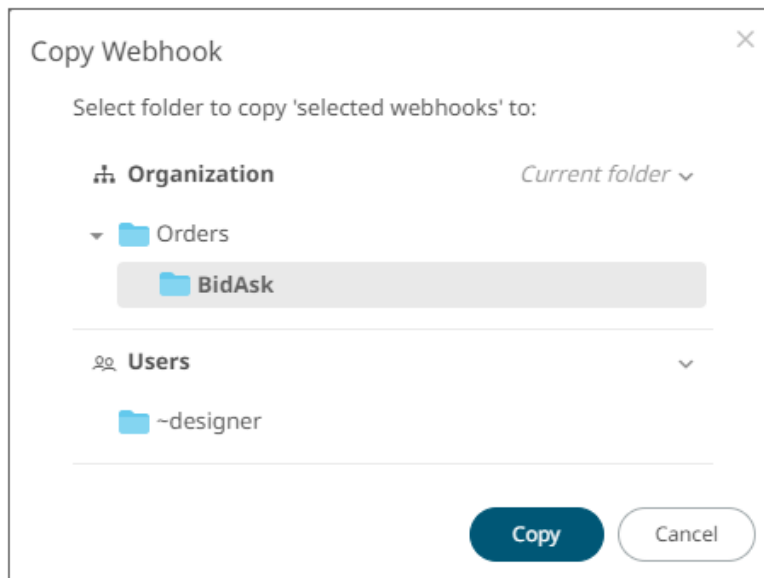 Copy Webhook
Select folder to copy 'selected webhooks' to:
Organization Current folder
Orders
BidAsk
Users
~designer
Copy Cancel